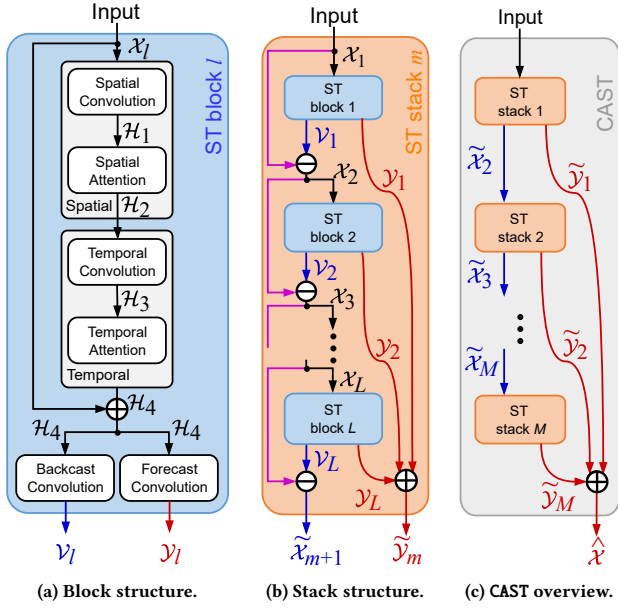 Input
𝒳_l
ST block l
Spatial
Convolution
ℋ_1
Spatial
Attention
Spatial
ℋ_2
Temporal
Convolution
ℋ_3
Temporal
Attention
Temporal
ℋ_4
ℋ_4
ℋ_4
Backcast
Convolution
Forecast
Convolution
𝒱_l
𝒴_l
(a) Block structure.
Input
𝒳_1
ST stack m
ST
block 1
𝒱_1
𝒴_1
𝒳_2
ST
block 2
𝒱_2
𝒳_3
𝒴_2
𝒳_L
ST
block L
𝒱_L
𝒴_L
𝒳̃_{m+1}
𝒴̃_m
(b) Stack structure.
Input
CAST
ST
stack 1
𝒳̃_2
𝒴̃_1
ST
stack 2
𝒳̃_3
𝒴̃_2
𝒳̃_M
ST
stack M
𝒴̃_M
𝒳̂
(c) CAST overview.